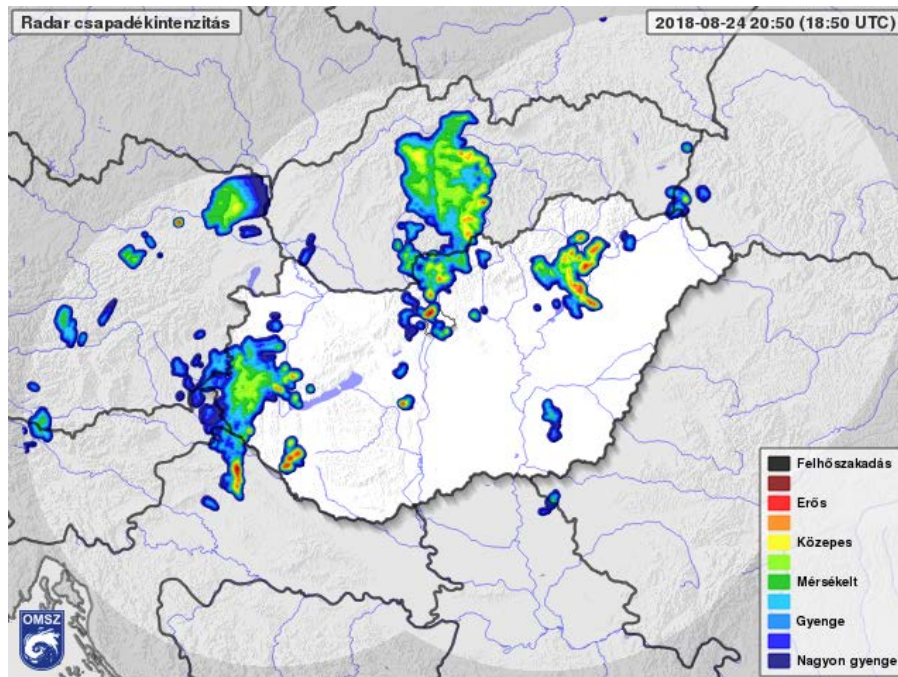 Radar csapadékintenzitás
2018-08-24 20:50 (18:50 UTC)
Felhőszakadás
Erős
Közepes
Mérsékelt
Gyenge
Nagyon gyenge
OMSZ